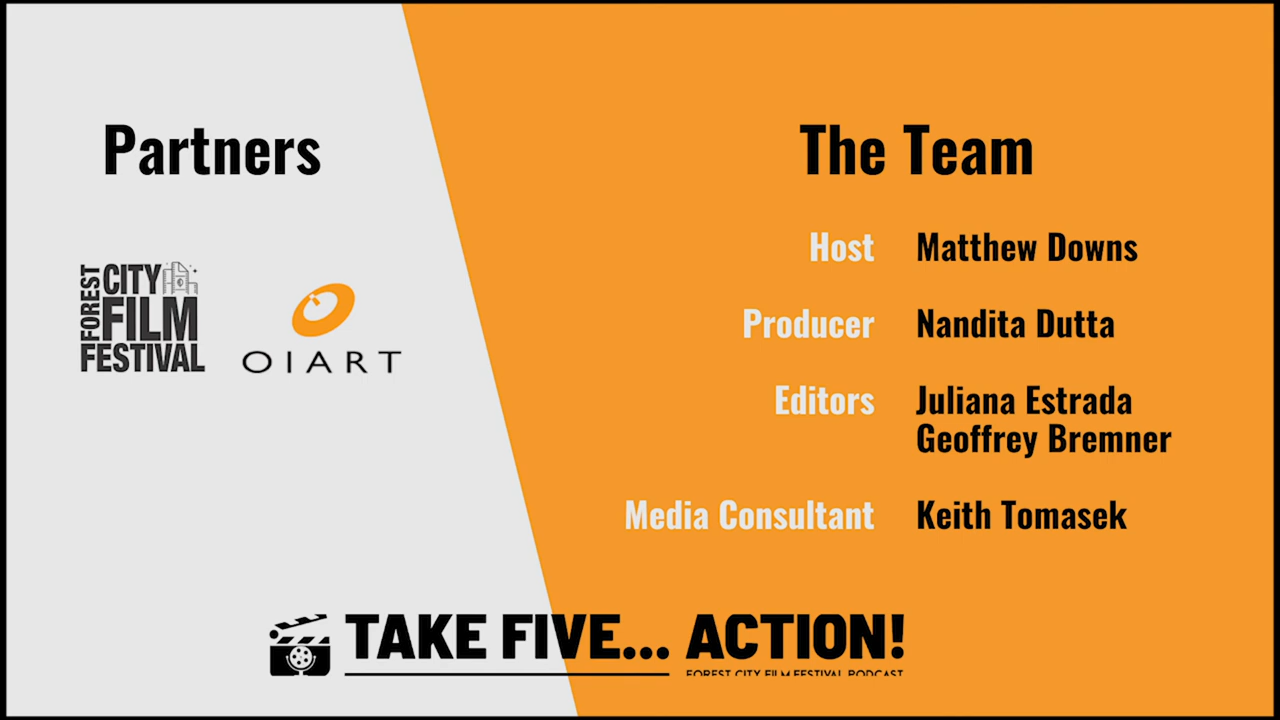 Partners
FOREST
CITY
FILM
FESTIVAL
OIART
The Team
Host Matthew Downs
Producer Nandita Dutta
Editors Juliana Estrada
Geoffrey Bremner
Media Consultant Keith Tomasek
TAKE FIVE... ACTION!
FOREST CITY FILM FESTIVAL PODCAST